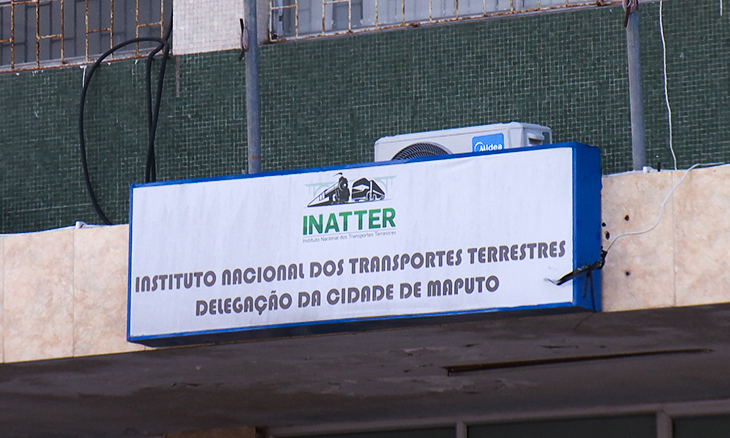 Midea
INATTER
Instituto Nacional dos Transportes Terrestres
INSTITUTO NACIONAL DOS TRANSPORTES TERRESTRES
DELEGAÇÃO DA CIDADE DE MAPUTO